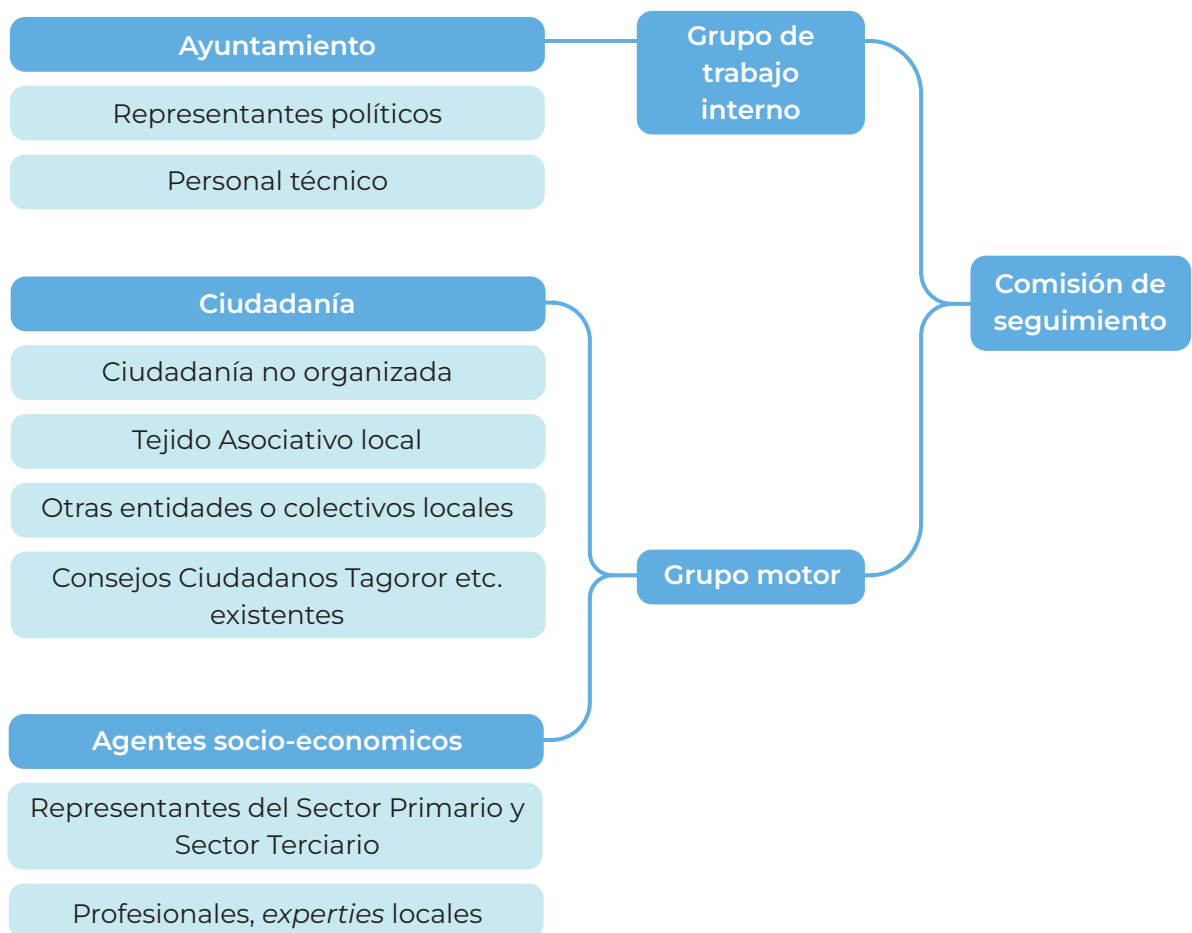 Ayuntamiento
Representantes políticos
Personal técnico
Grupo de
trabajo
interno
Ciudadanía
Ciudadanía no organizada
Tejido Asociativo local
Otras entidades o colectivos locales
Consejos Ciudadanos Tagoror etc.
existentes
Comisión de
seguimiento
Grupo motor
Agentes socio-economicos
Representantes del Sector Primario y
Sector Terciario
Profesionales, experties locales